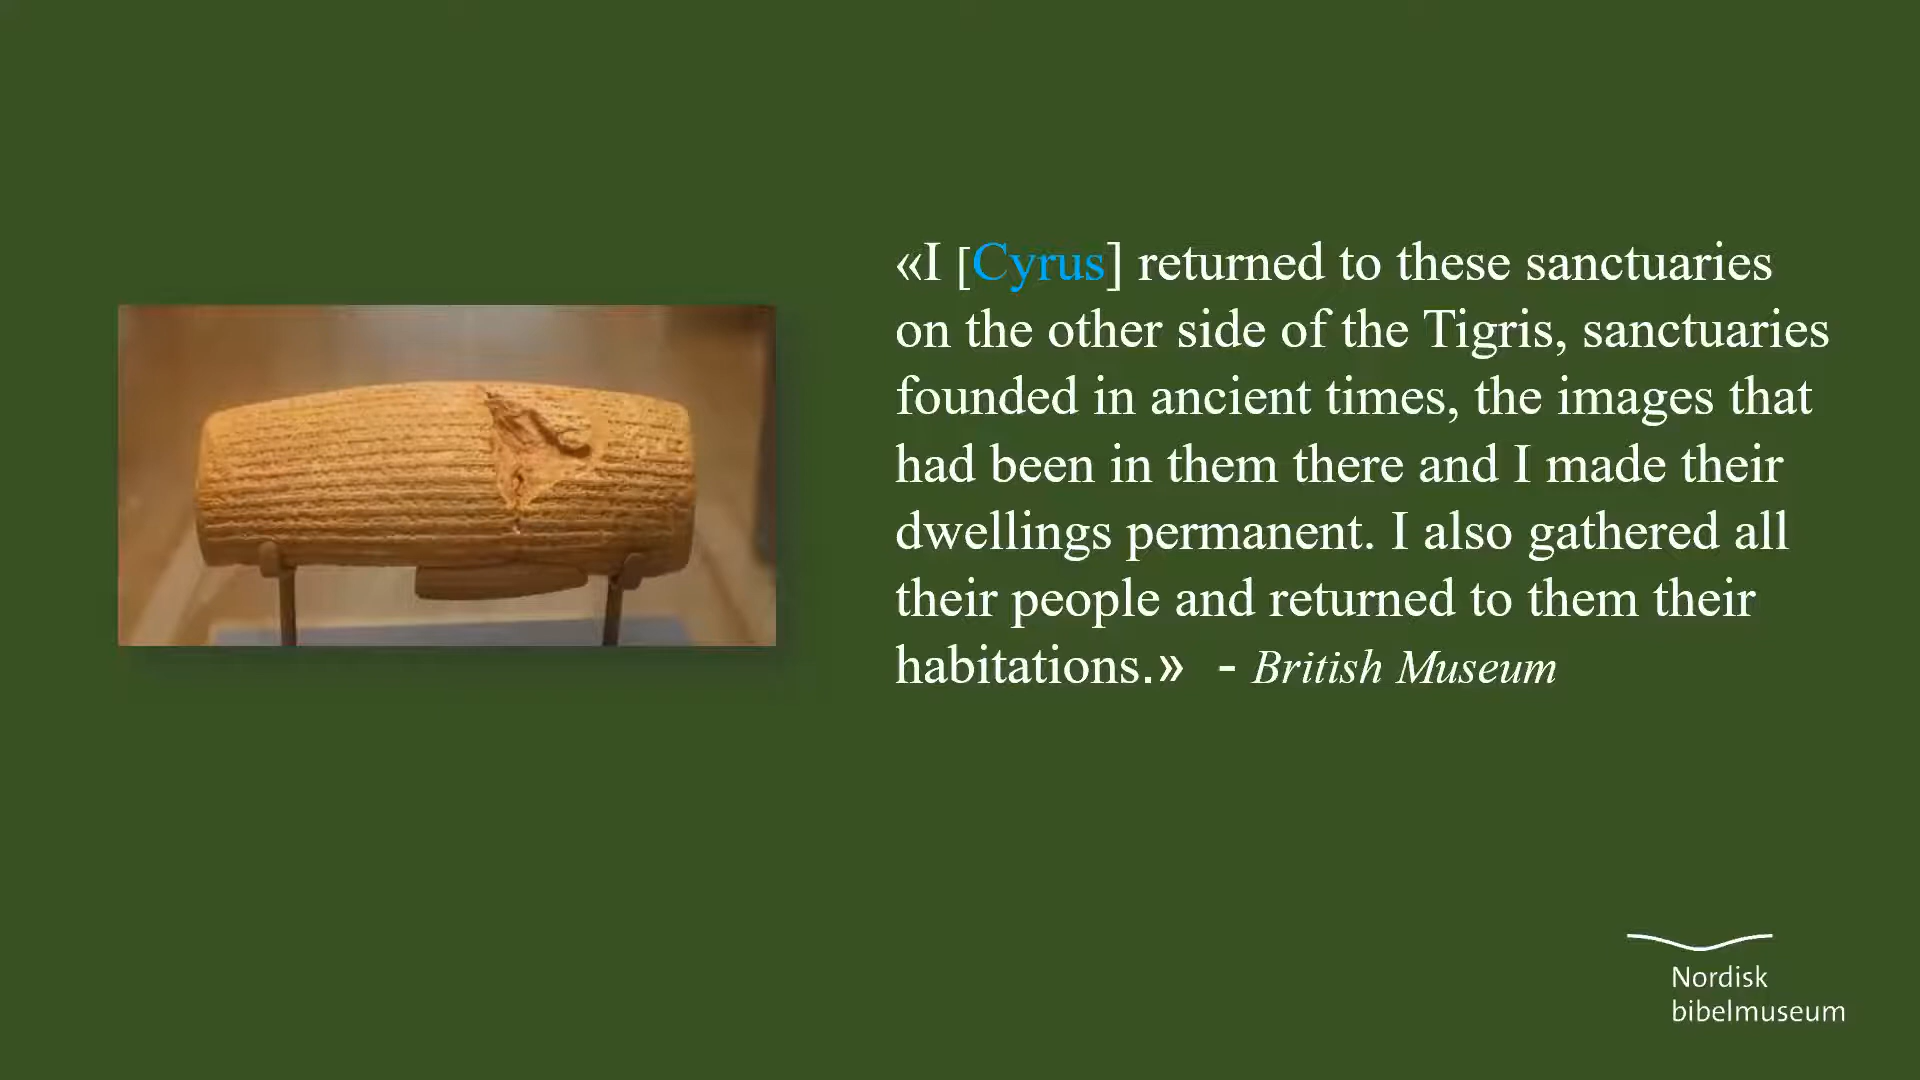 «I [Cyrus] returned to these sanctuaries
on the other side of the Tigris, sanctuaries
founded in ancient times, the images that
had been in them there and I made their
dwellings permanent. I also gathered all
their people and returned to them their
habitations.» - British Museum
Nordisk
bibelmuseum